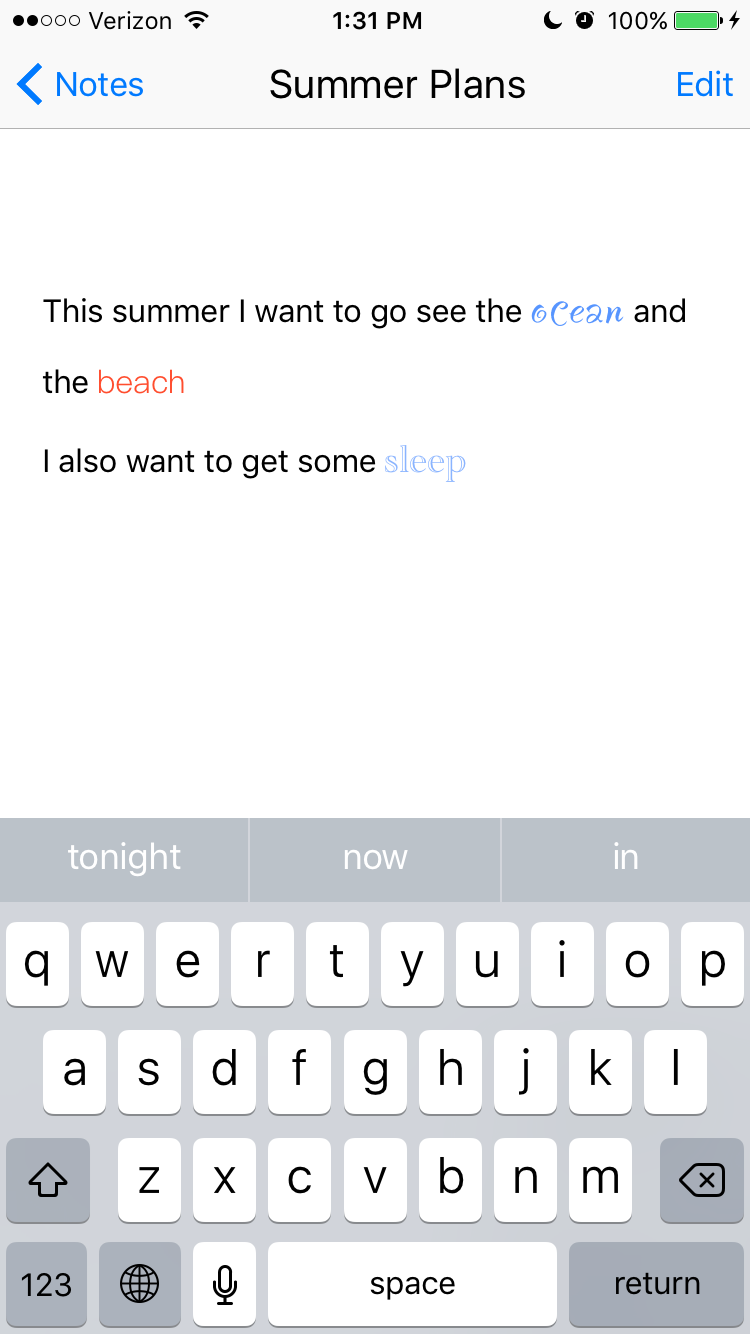 Verizon 1:31 PM 100%
Notes Summer Plans Edit
This summer I want to go see the ocean and
the beach
I also want to get some sleep
tonight now in
q w e r t y u i o p
a s d f g h j k l
z x c v b n m
123 space return